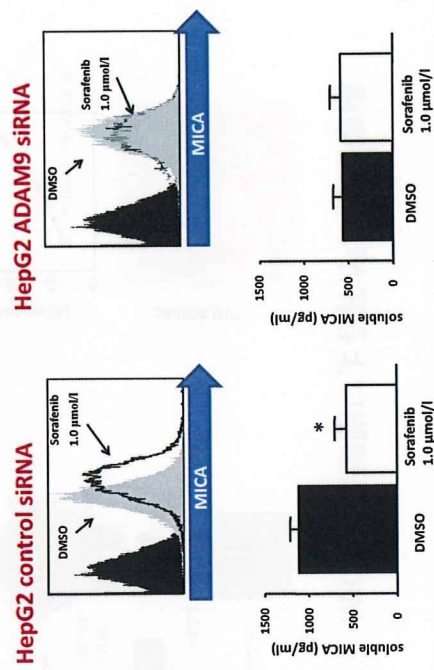 HepG2 control siRNA
DMSO
Sorafenib
1.0 μmol/l
MICA
soluble MICA (pg/ml)
1500
1000
500
0
*
DMSO
Sorafenib
1.0 μmol/l
HepG2 ADAM9 siRNA
DMSO
Sorafenib
1.0 μmol/l
MICA
soluble MICA (pg/ml)
1500
1000
500
0
DMSO
Sorafenib
1.0 μmol/l